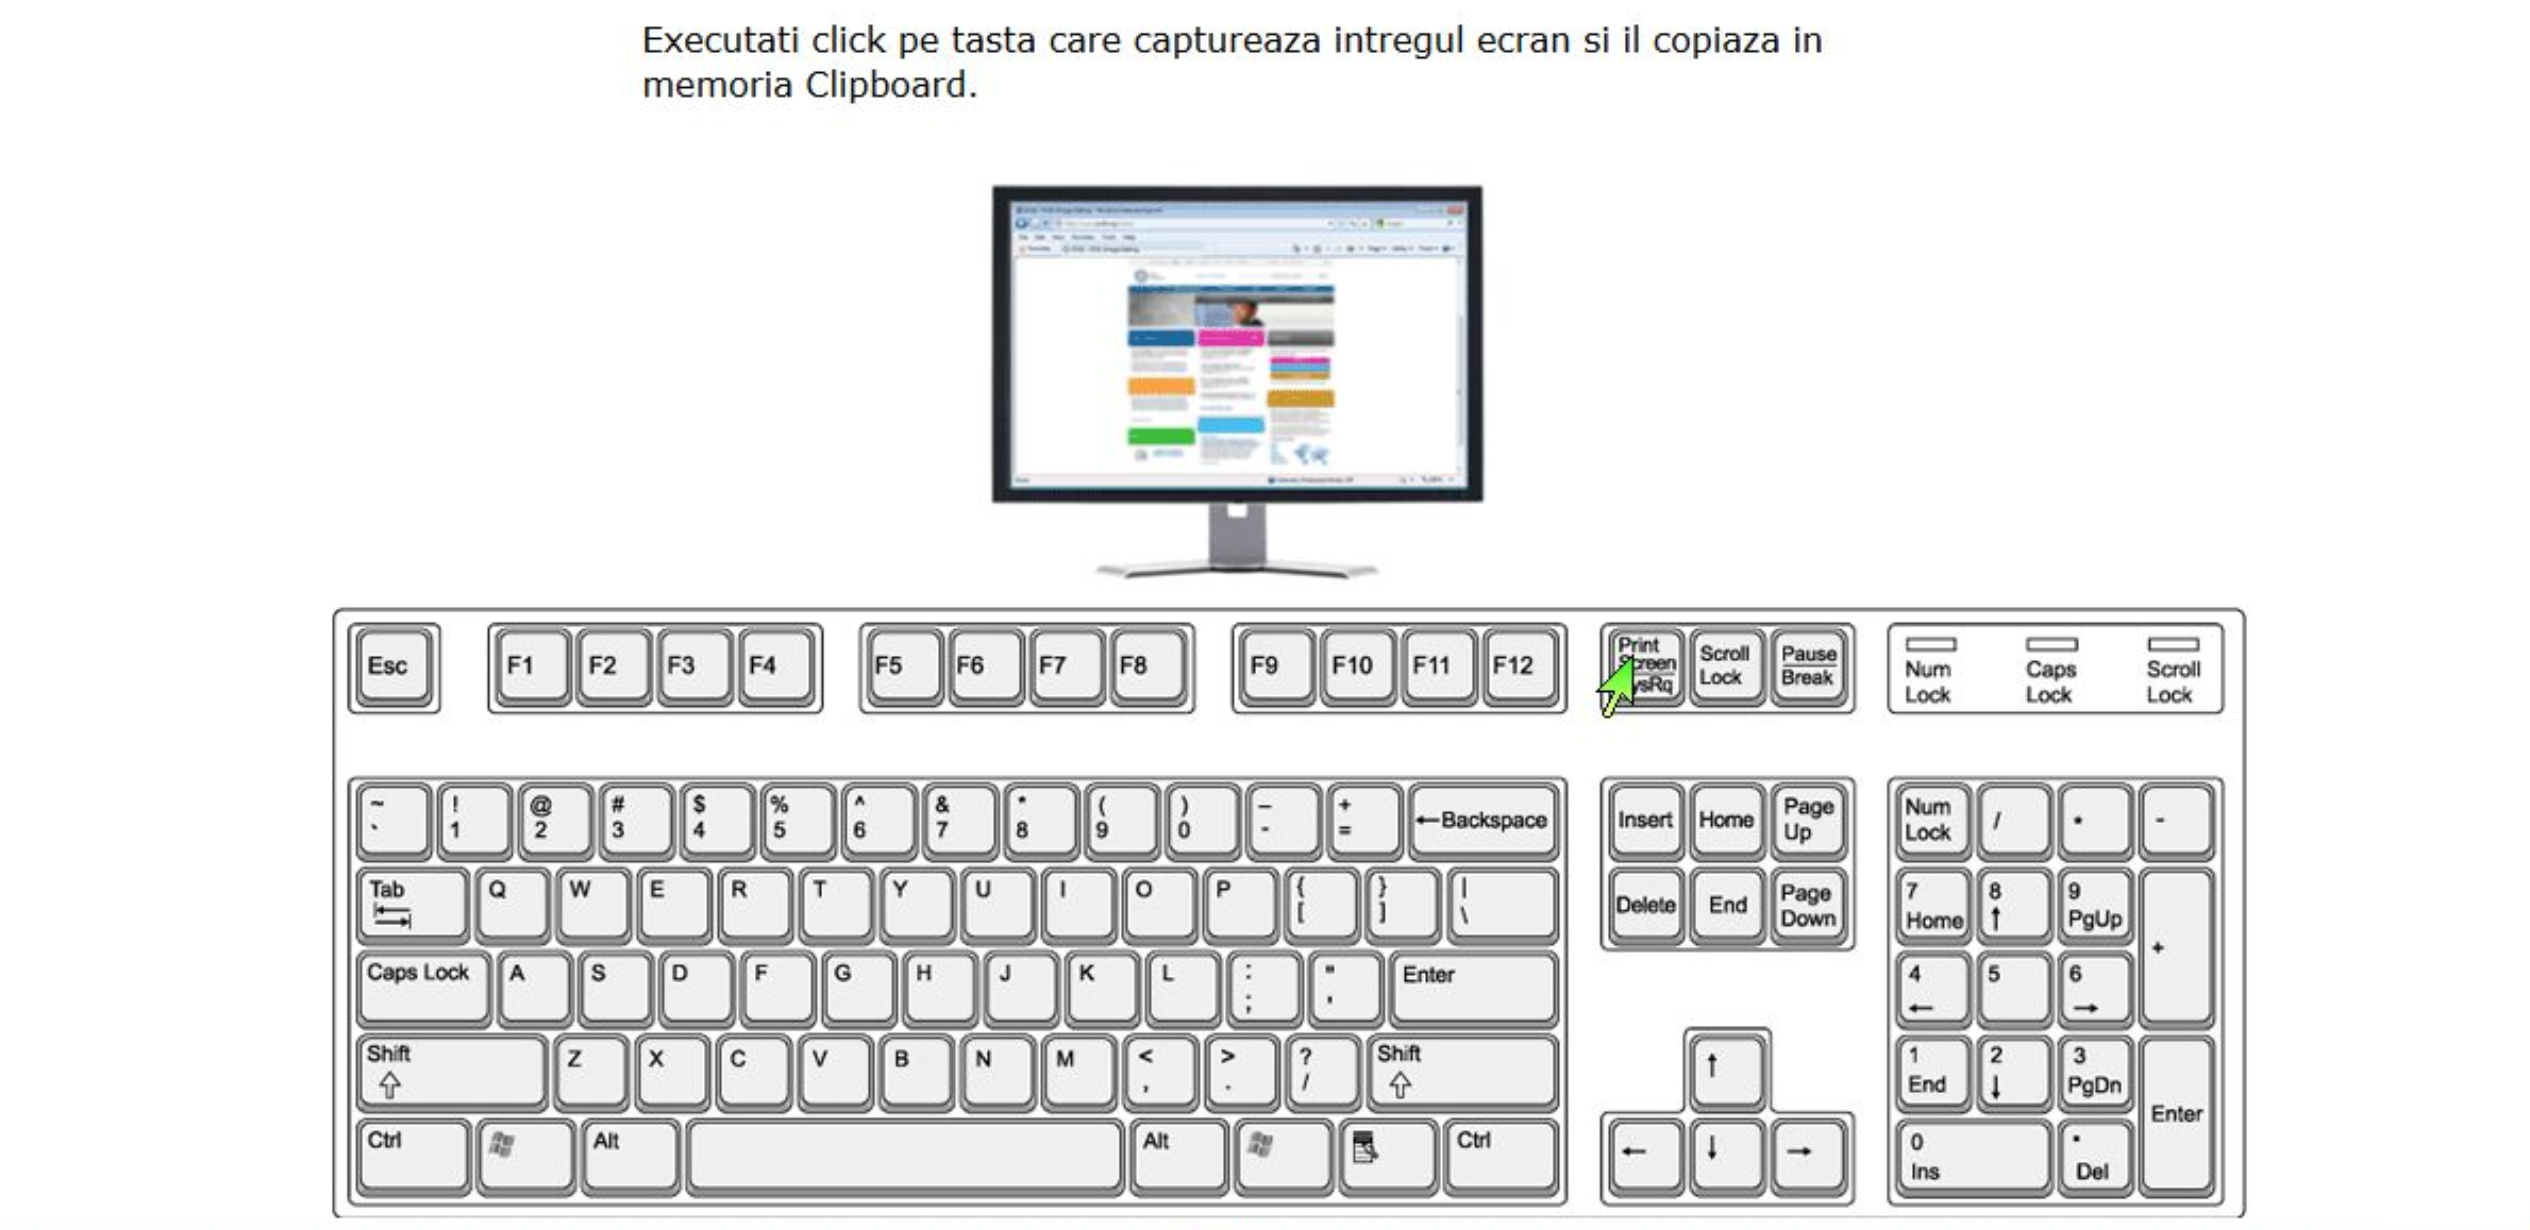 Executati click pe tasta care captureaza intregul ecran si il copiaza in
memoria Clipboard.
Esc F1 F2 F3 F4 F5 F6 F7 F8 F9 F10 F11 F12
Print
Screen
SysRq
Scroll
Lock
Pause
Break
Num
Lock
Caps
Lock
Scroll
Lock
~ ! @ # $ % ^ & * ( ) _ +
` 1 2 3 4 5 6 7 8 9 0 - =
←Backspace
Insert Home Page
Up
Num
Lock
/ * -
Tab Q W E R T Y U I O P { } |
[ ] \
Delete End Page
Down
7 8 9
Home ↑ PgUp
+
Caps Lock A S D F G H J K L : " Enter
; '
4 5 6
← →
Shift Z X C V B N M < > ? Shift
, . /
↑
1 2 3
End ↓ PgDn
Enter
Ctrl Alt Alt Ctrl
← ↓ →
0 .
Ins Del